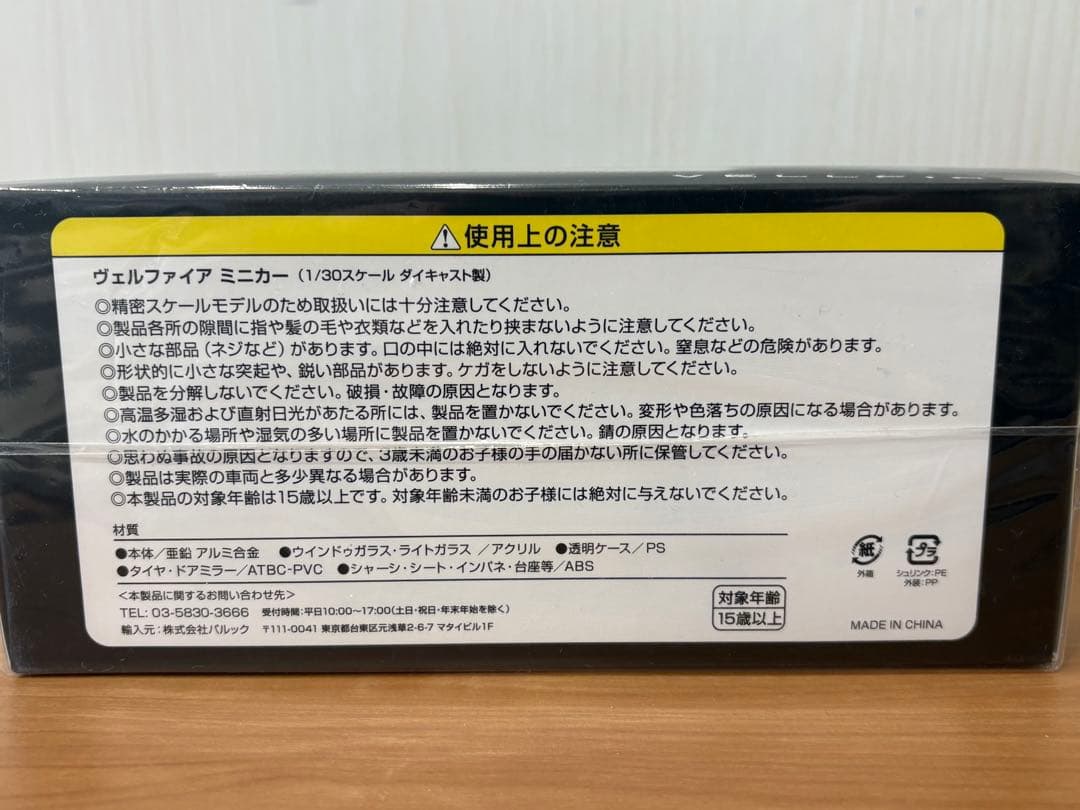 ⚠使用上の注意
ヴェルファイア ミニカー（1/30スケール ダイキャスト製）
◎精密スケールモデルのため取扱いには十分注意してください。
◎製品各所の隙間に指や髪の毛や衣類などを入れたり挟まないように注意してください。
◎小さな部品（ネジなど）があります。口の中には絶対に入れないでください。窒息などの危険があります。
◎形状的に小さな突起や、鋭い部品があります。ケガをしないように注意してください。
◎製品を分解しないでください。破損・故障の原因となります。
◎高温多湿および直射日光があたる所には、製品を置かないでください。変形や色落ちの原因になる場合があります。
◎水のかかる場所や湿気の多い場所に製品を置かないでください。錆の原因となります。
◎思わぬ事故の原因となりますので、3歳未満のお子様の手の届かない所に保管してください。
◎製品は実際の車両と多少異なる場合があります。
◎本製品の対象年齢は15歳以上です。対象年齢未満のお子様には絶対に与えないでください。
材質
●本体／亜鉛 アルミ合金 ●ウインドゥガラス・ライトガラス ／アクリル ●透明ケース／PS
●タイヤ・ドアミラー／ATBC-PVC ●シャーシ・シート・インパネ・台座等／ABS
紙
外箱
プラ
シュリンク：PE
外装：PP
＜本製品に関するお問い合わせ先＞
TEL: 03-5830-3666 受付時間：平日10:00〜17:00（土日・祝日・年末年始を除く）
輸入元：株式会社バルック 〒111-0041 東京都台東区元浅草2-6-7 マタイビル1F
対象年齢
15歳以上
MADE IN CHINA